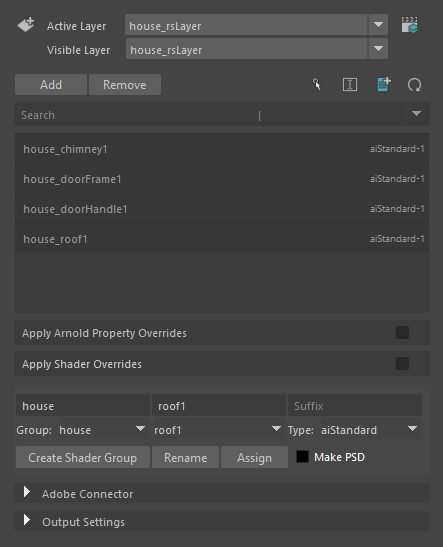 Active Layer house_rsLayer
Visible Layer house_rsLayer
Add Remove
Search
house_chimney1 aiStandard-1
house_doorFrame1 aiStandard-1
house_doorHandle1 aiStandard-1
house_roof1 aiStandard-1
Apply Arnold Property Overrides
Apply Shader Overrides
house roof1 Suffix
Group: house roof1 Type: aiStandard
Create Shader Group Rename Assign Make PSD
Adobe Connector
Output Settings